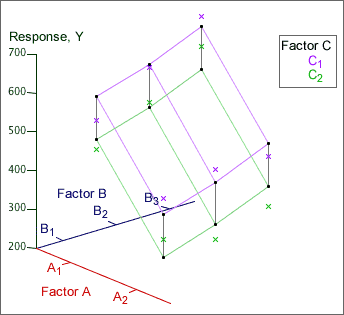 Response, Y
Factor C
C1
C2
700
600
500
400
300
200
Factor B
B1
B2
B3
A1
A2
Factor A